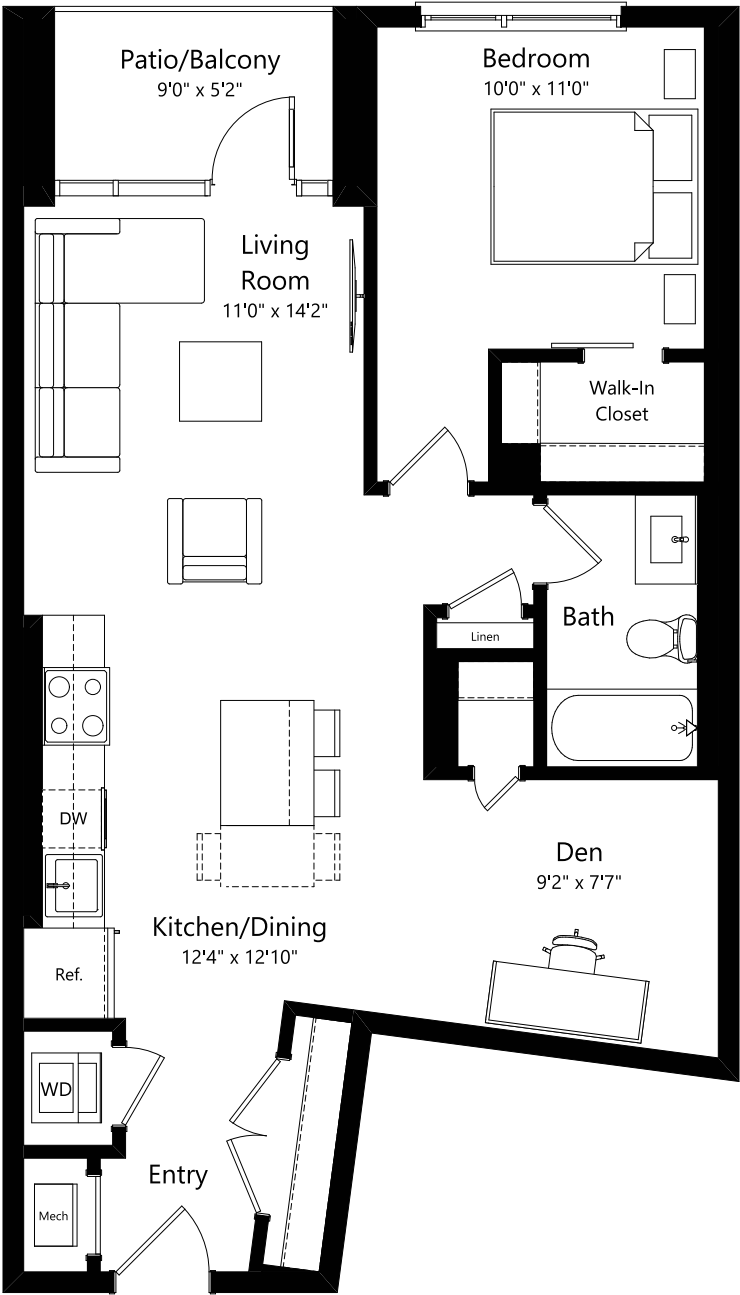 Patio/Balcony
9'0" x 5'2"
Bedroom
10'0" x 11'0"
Living
Room
11'0" x 14'2"
Walk-In
Closet
Bath
Linen
DW
Den
9'2" x 7'7"
Kitchen/Dining
12'4" x 12'10"
Ref.
WD
Entry
Mech